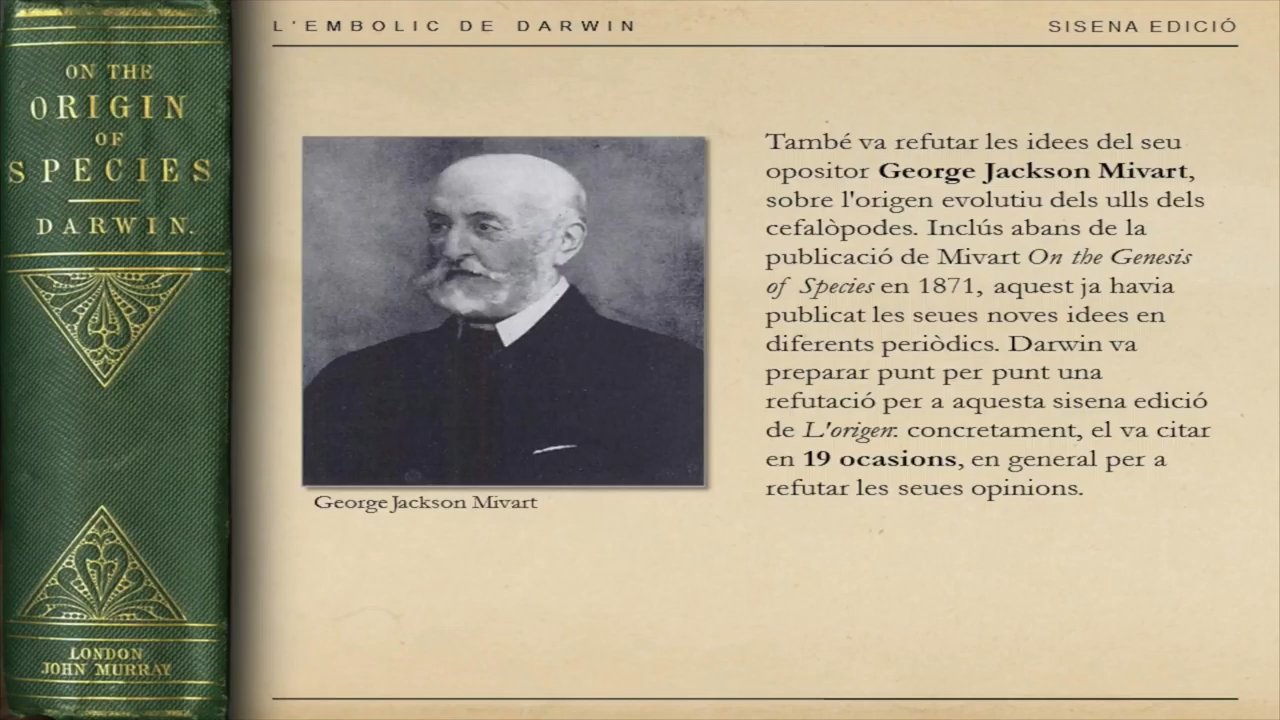 ON THE
ORIGIN
OF
SPECIES
DARWIN.
LONDON
JOHN MURRAY
L'EMBOLIC DE DARWIN
SISENA EDICIÓ
George Jackson Mivart
També va refutar les idees del seu
opositor George Jackson Mivart,
sobre l'origen evolutiu dels ulls dels
cefalòpodes. Inclús abans de la
publicació de Mivart On the Genesis
of Species en 1871, aquest ja havia
publicat les seues noves idees en
diferents periòdics. Darwin va
preparar punt per punt una
refutació per a aquesta sisena edició
de L'origen: concretament, el va citar
en 19 ocasions, en general per a
refutar les seues opinions.